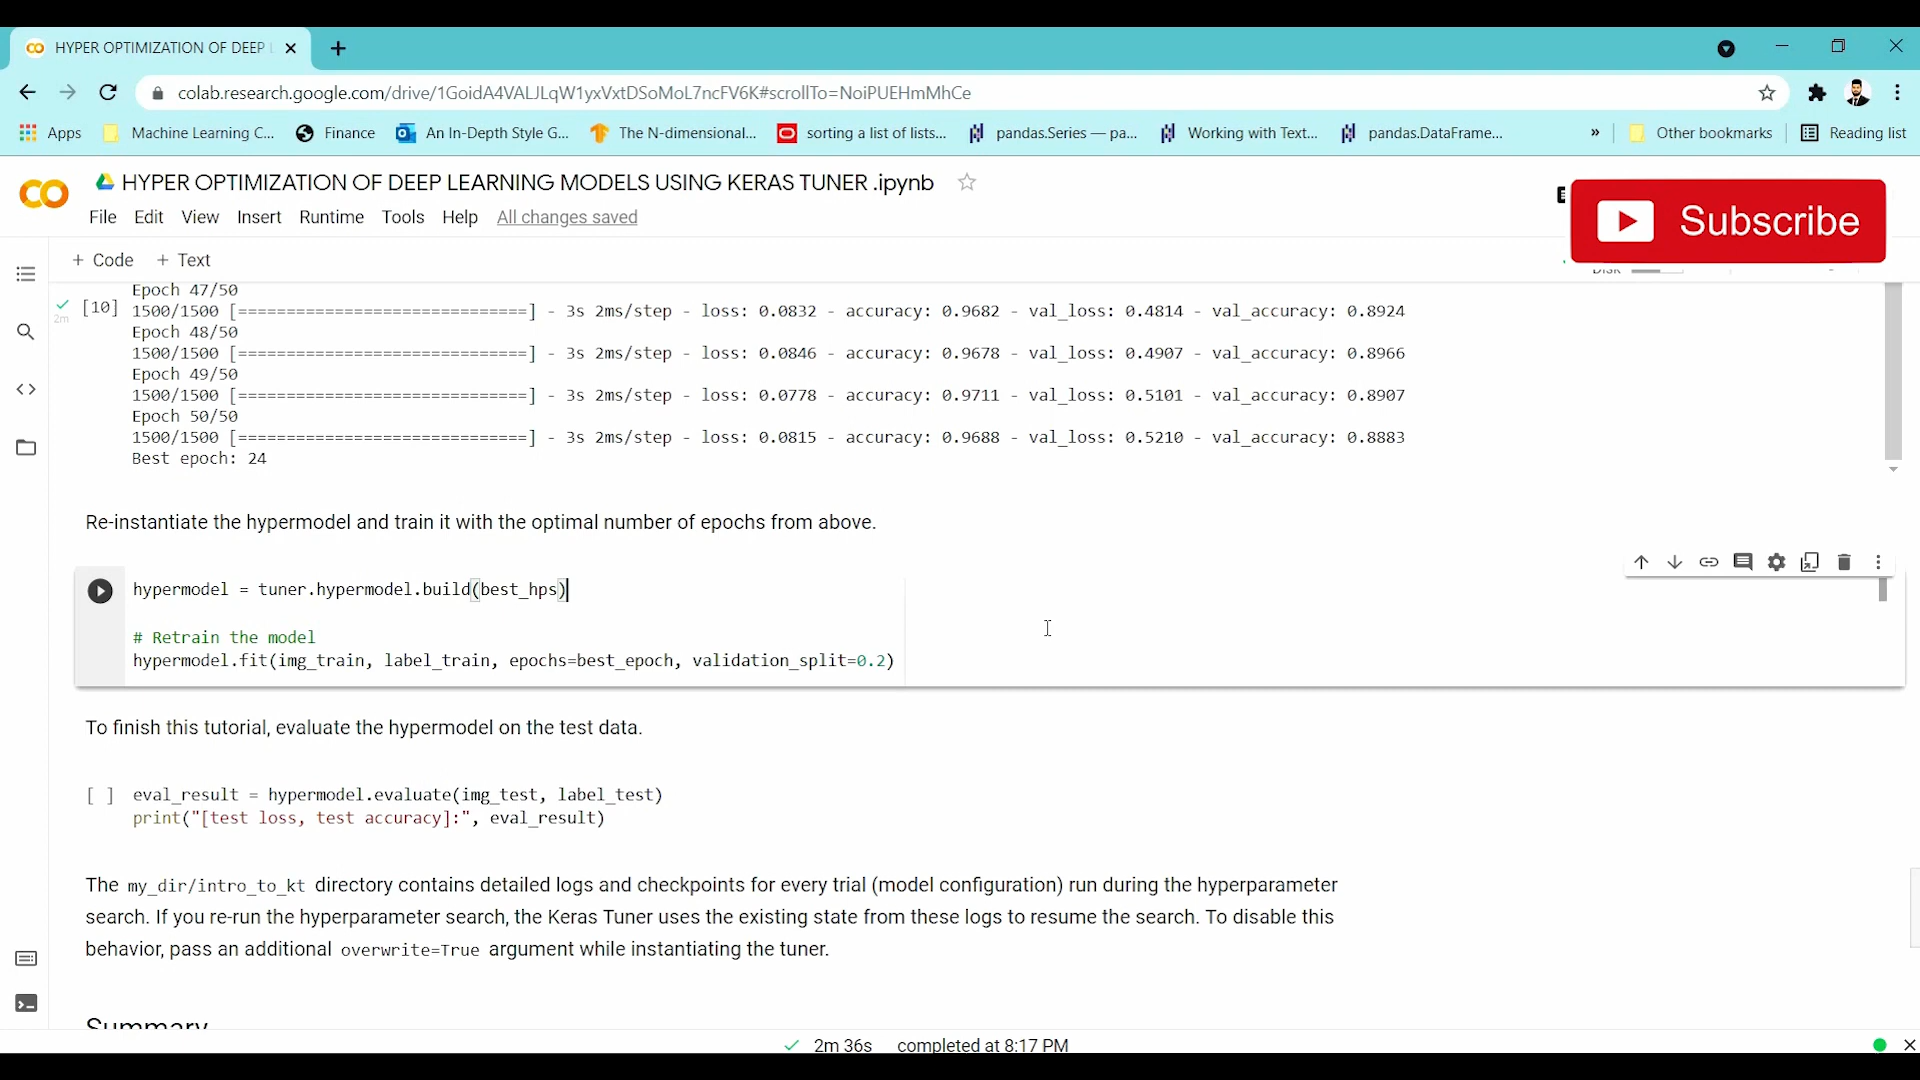 HYPER OPTIMIZATION OF DEEP
colab.research.google.com/drive/1GoidA4VALJLqW1yxVxtDSoMoL7ncFV6K#scrollTo=NoiPUEHmMhCe
Apps Machine Learning C... Finance An In-Depth Style G... The N-dimensional... sorting a list of lists... pandas.Series — pa... Working with Text... pandas.DataFrame... » Other bookmarks Reading list
CO HYPER OPTIMIZATION OF DEEP LEARNING MODELS USING KERAS TUNER .ipynb
File Edit View Insert Runtime Tools Help All changes saved
Subscribe
+ Code + Text
Disk
Epoch 47/50
[10] 1500/1500 [==============================] - 3s 2ms/step - loss: 0.0832 - accuracy: 0.9682 - val_loss: 0.4814 - val_accuracy: 0.8924
2m
Epoch 48/50
1500/1500 [==============================] - 3s 2ms/step - loss: 0.0846 - accuracy: 0.9678 - val_loss: 0.4907 - val_accuracy: 0.8966
Epoch 49/50
1500/1500 [==============================] - 3s 2ms/step - loss: 0.0778 - accuracy: 0.9711 - val_loss: 0.5101 - val_accuracy: 0.8907
Epoch 50/50
1500/1500 [==============================] - 3s 2ms/step - loss: 0.0815 - accuracy: 0.9688 - val_loss: 0.5210 - val_accuracy: 0.8883
Best epoch: 24
Re-instantiate the hypermodel and train it with the optimal number of epochs from above.
hypermodel = tuner.hypermodel.build(best_hps)
# Retrain the model
hypermodel.fit(img_train, label_train, epochs=best_epoch, validation_split=0.2)
To finish this tutorial, evaluate the hypermodel on the test data.
[ ] eval_result = hypermodel.evaluate(img_test, label_test)
print("[test loss, test accuracy]:", eval_result)
The my_dir/intro_to_kt directory contains detailed logs and checkpoints for every trial (model configuration) run during the hyperparameter
search. If you re-run the hyperparameter search, the Keras Tuner uses the existing state from these logs to resume the search. To disable this
behavior, pass an additional overwrite=True argument while instantiating the tuner.
Summary
2m 36s completed at 8:17 PM